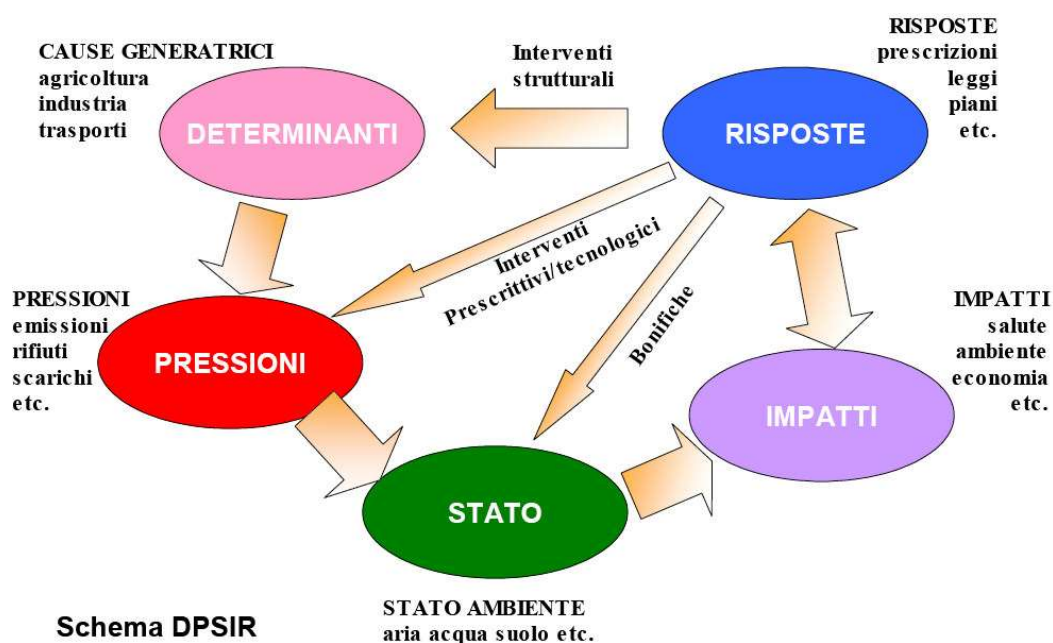 CAUSE GENERATRICI
agricoltura
industria
trasporti
DETERMINANTI
Interventi
strutturali
RISPOSTE
prescrizioni
leggi
piani
etc.
RISPOSTE
Interventi
Prescrittivi/tecnologici
Bonifiche
PRESSIONI
emissioni
rifiuti
scarichi
etc.
PRESSIONI
IMPATTI
salute
ambiente
economia
etc.
IMPATTI
STATO
STATO AMBIENTE
aria acqua suolo etc.
Schema DPSIR